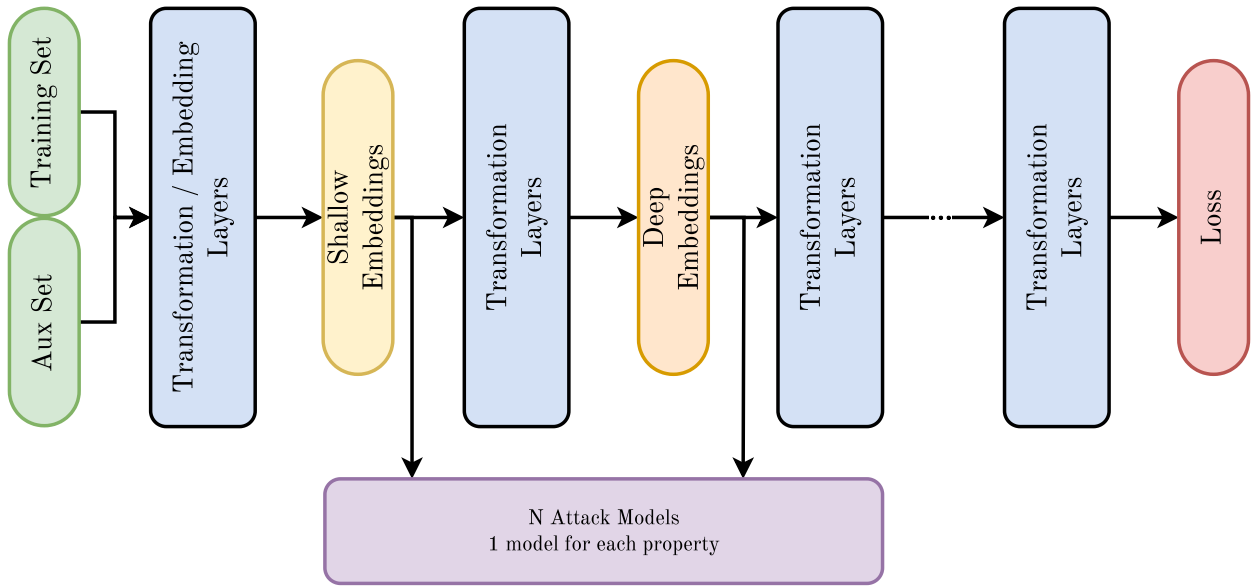 Training Set
Aux Set
Transformation / Embedding
Layers
Shallow
Embeddings
Transformation
Layers
Deep
Embeddings
Transformation
Layers
...
Transformation
Layers
Loss
N Attack Models
1 model for each property